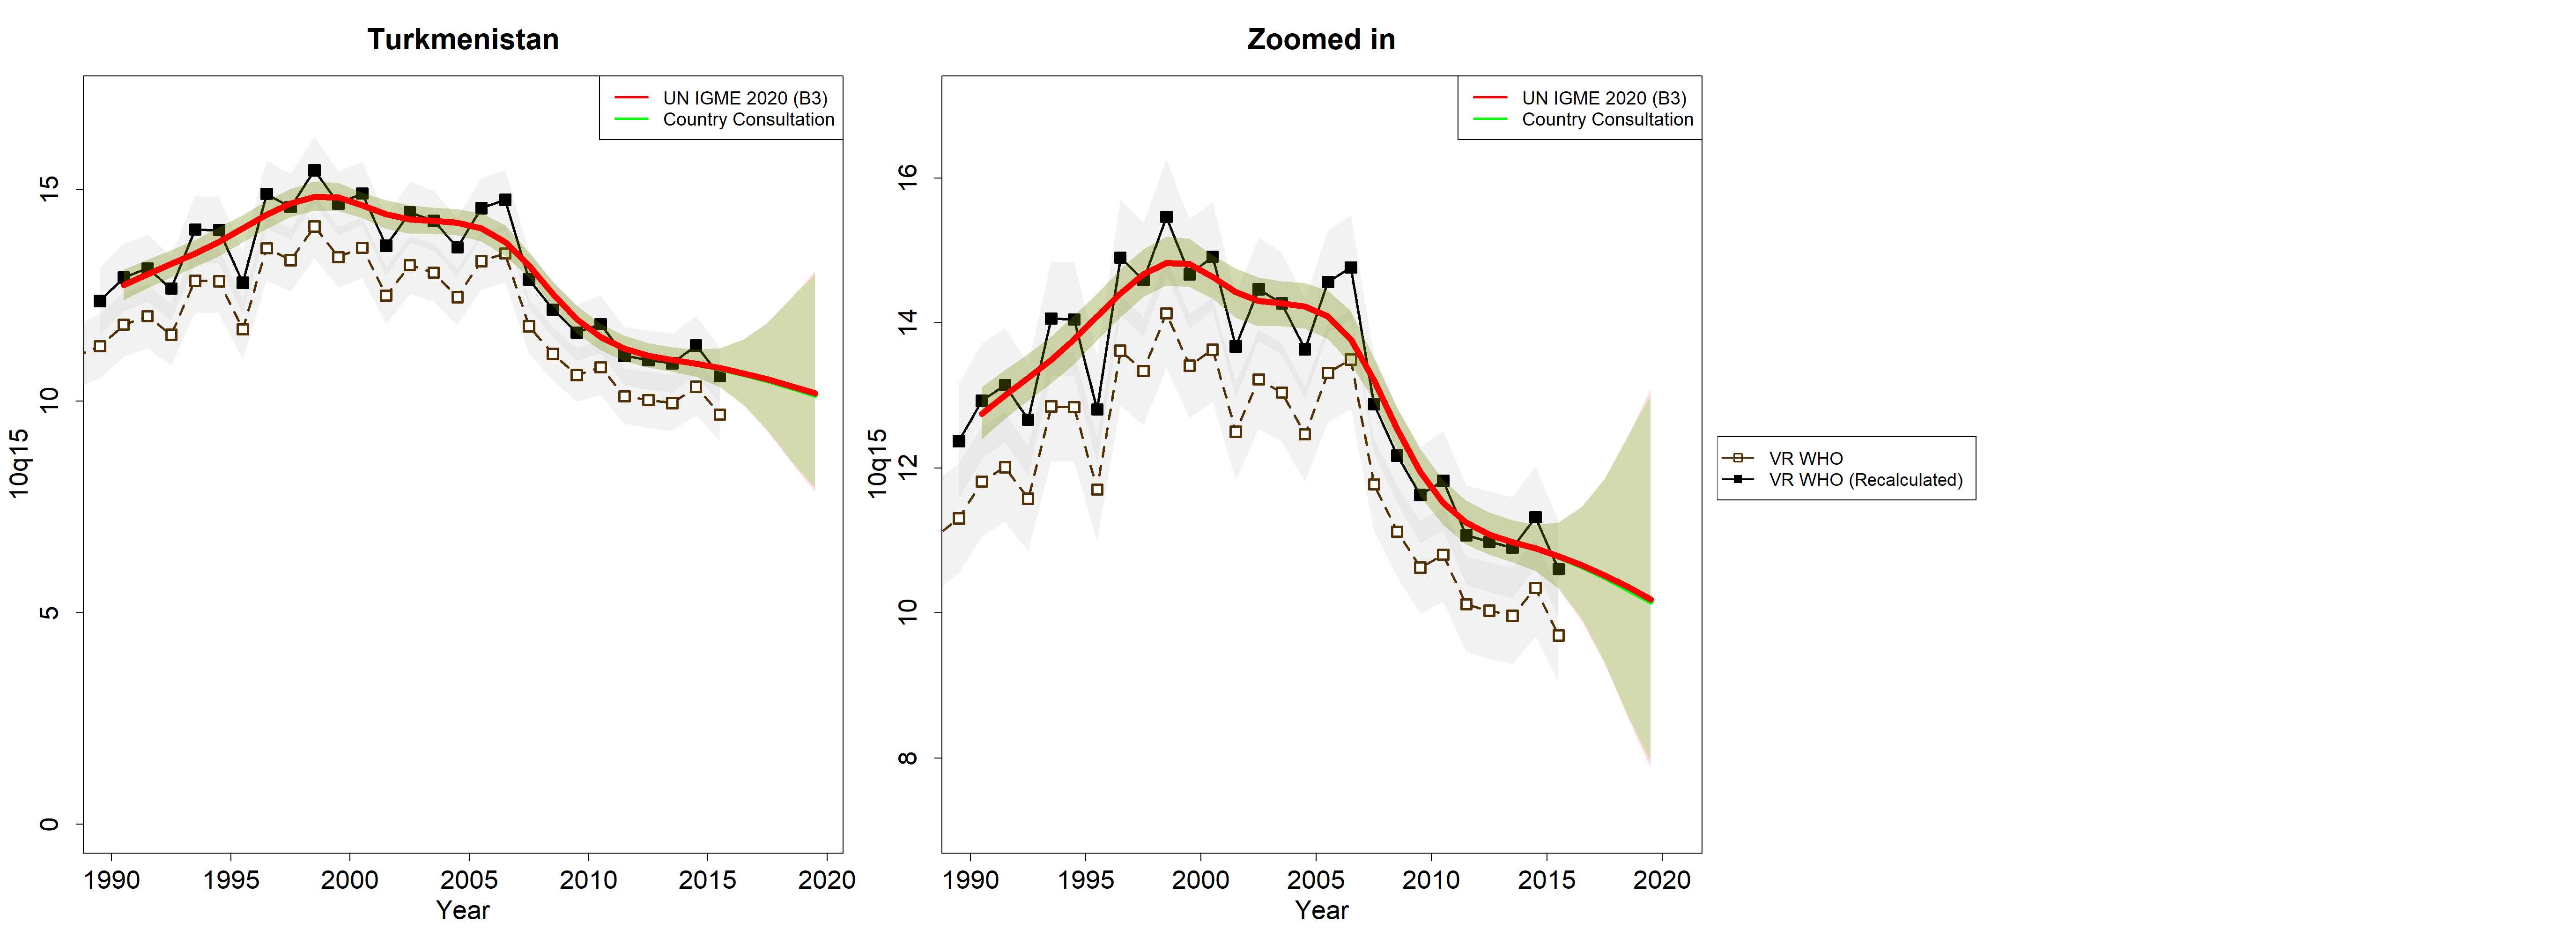 Turkmenistan
UN IGME 2020 (B3)
Country Consultation
15
10
5
0
10q15
1990 1995 2000 2005 2010 2015 2020
Year
Zoomed in
UN IGME 2020 (B3)
Country Consultation
16
14
12
10
8
10q15
1990 1995 2000 2005 2010 2015 2020
Year
VR WHO
VR WHO (Recalculated)